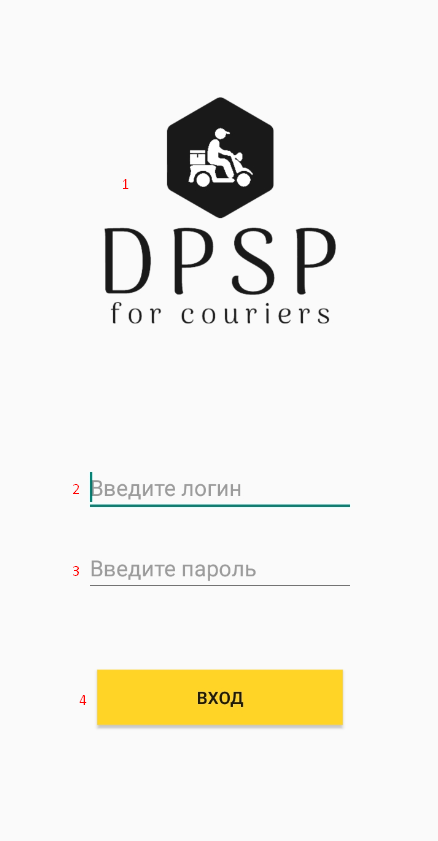 1
DPSP
for couriers
2 Введите логин
3 Введите пароль
4 ВХОД